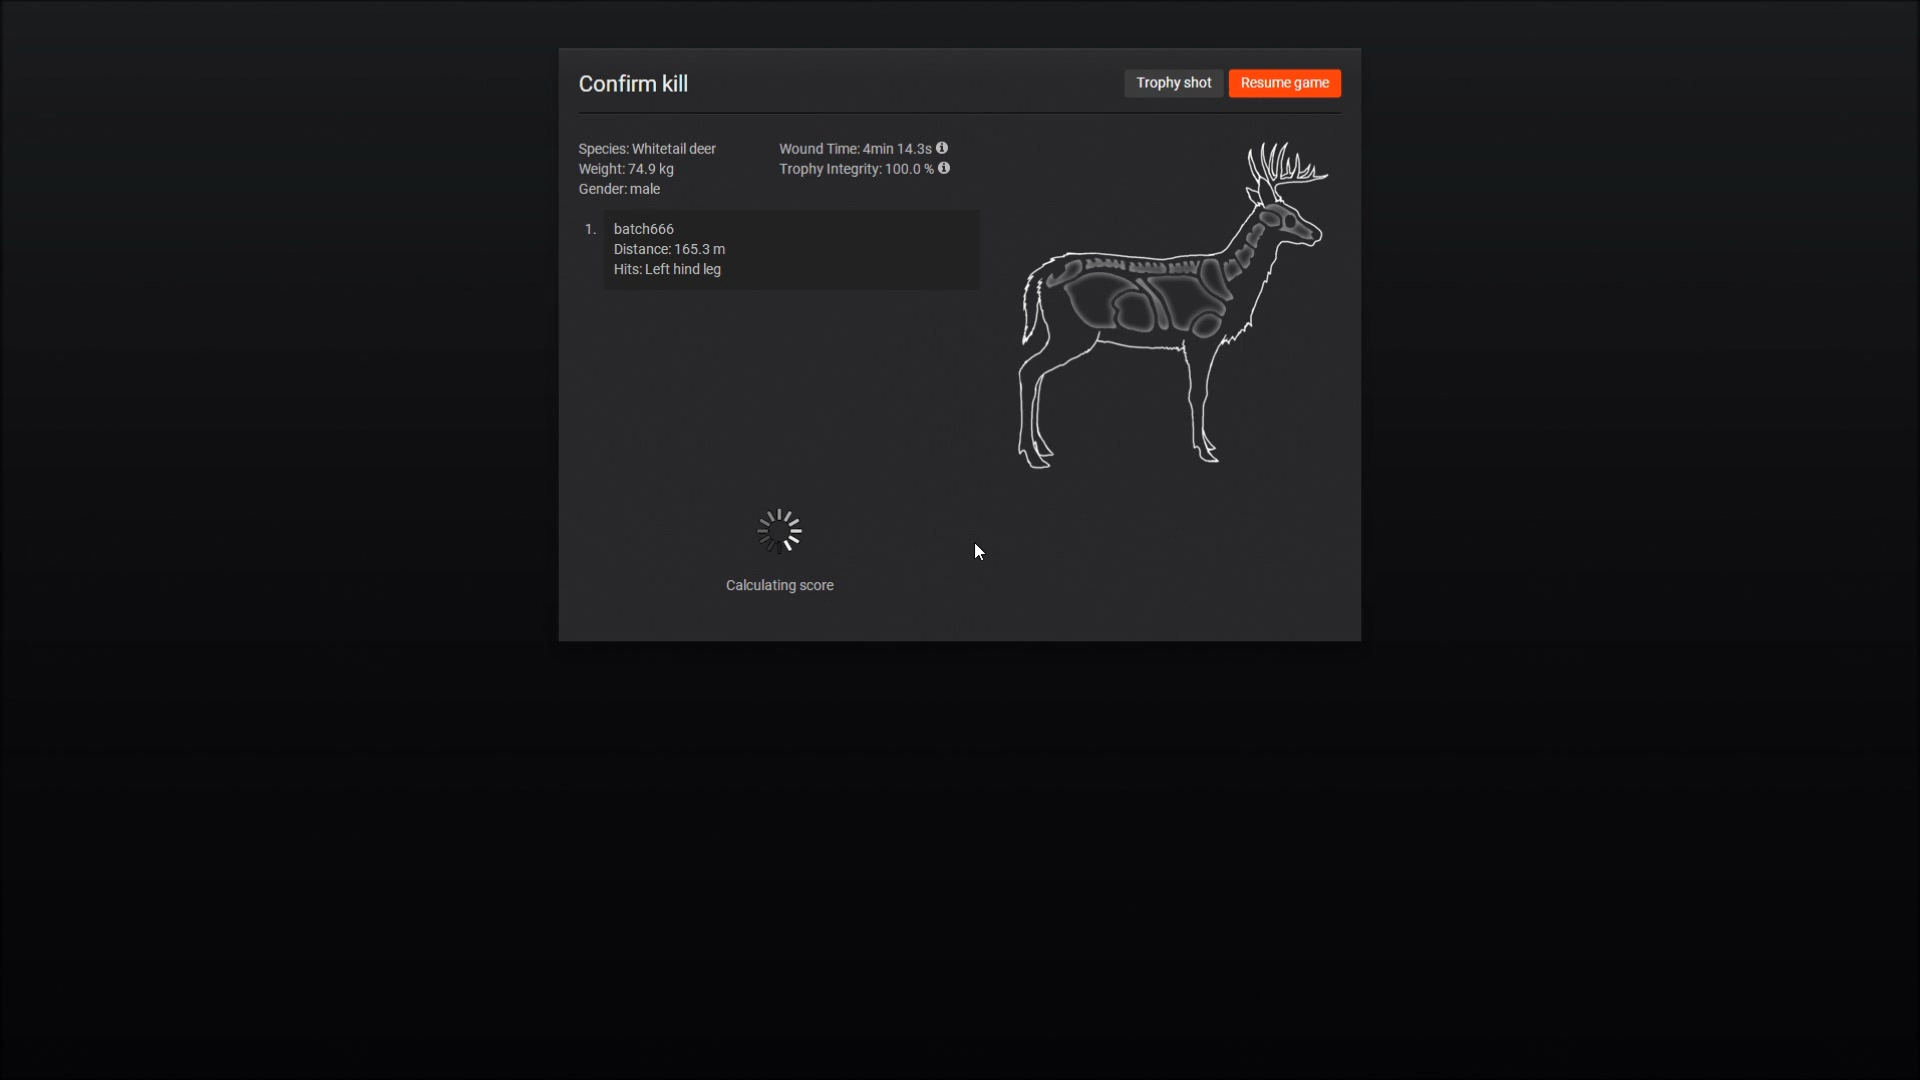 Confirm kill
Trophy shot
Resume game
Species: Whitetail deer
Weight: 74.9 kg
Gender: male
Wound Time: 4min 14.3s
Trophy Integrity: 100.0 %
1.
batch666
Distance: 165.3 m
Hits: Left hind leg
Calculating score